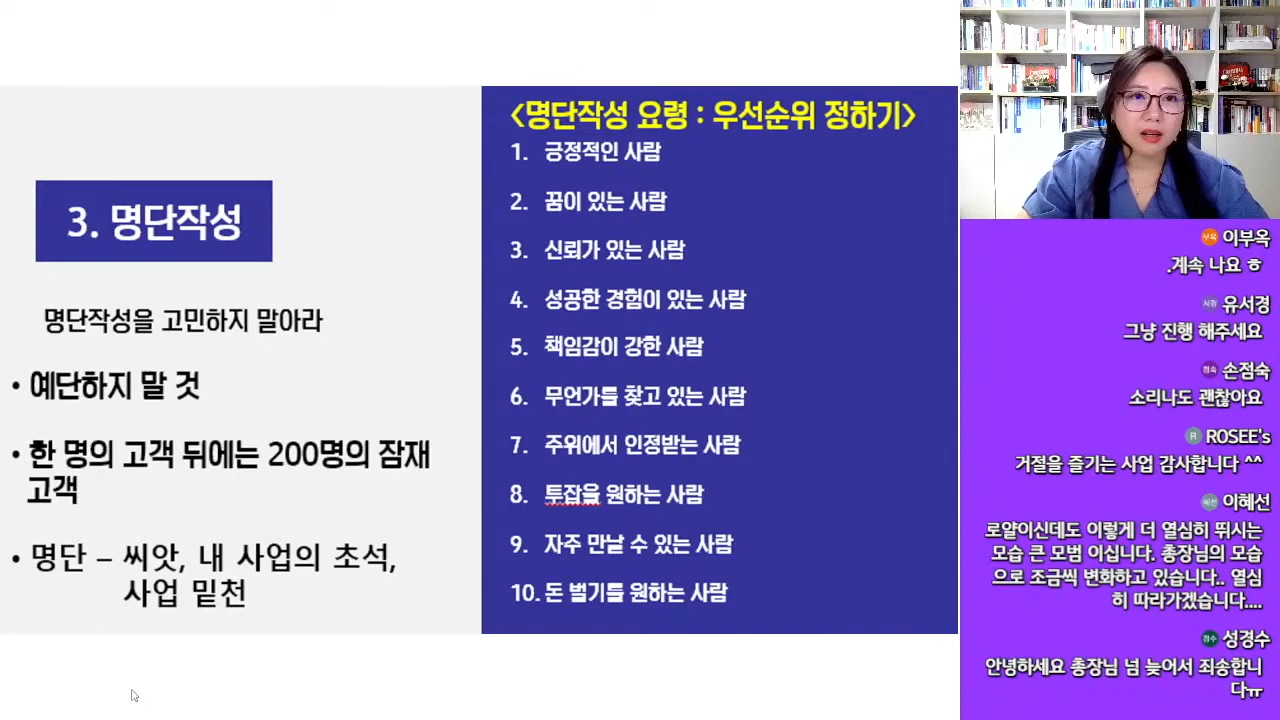 3. 명단작성
명단작성을 고민하지 말아라
• 예단하지 말 것
• 한 명의 고객 뒤에는 200명의 잠재
고객
• 명단 – 씨앗, 내 사업의 초석,
사업 밑천
<명단작성 요령 : 우선순위 정하기>
1. 긍정적인 사람
2. 꿈이 있는 사람
3. 신뢰가 있는 사람
4. 성공한 경험이 있는 사람
5. 책임감이 강한 사람
6. 무언가를 찾고 있는 사람
7. 주위에서 인정받는 사람
8. 투잡을 원하는 사람
9. 자주 만날 수 있는 사람
10. 돈 벌기를 원하는 사람
부옥 이부옥
.계속 나요 ㅎ
서경 유서경
그냥 진행 해주세요
점숙 손점숙
소리나도 괜찮아요
R ROSEE's
거절을 즐기는 사업 감사합니다 ^^
혜선 이혜선
로얄이신데도 이렇게 더 열심히 뛰시는
모습 큰 모범 이십니다. 총장님의 모습
으로 조금씩 변화하고 있습니다.. 열심
히 따라가겠습니다....
경수 성경수
안녕하세요 총장님 넘 늦어서 죄송합니
다ㅠ